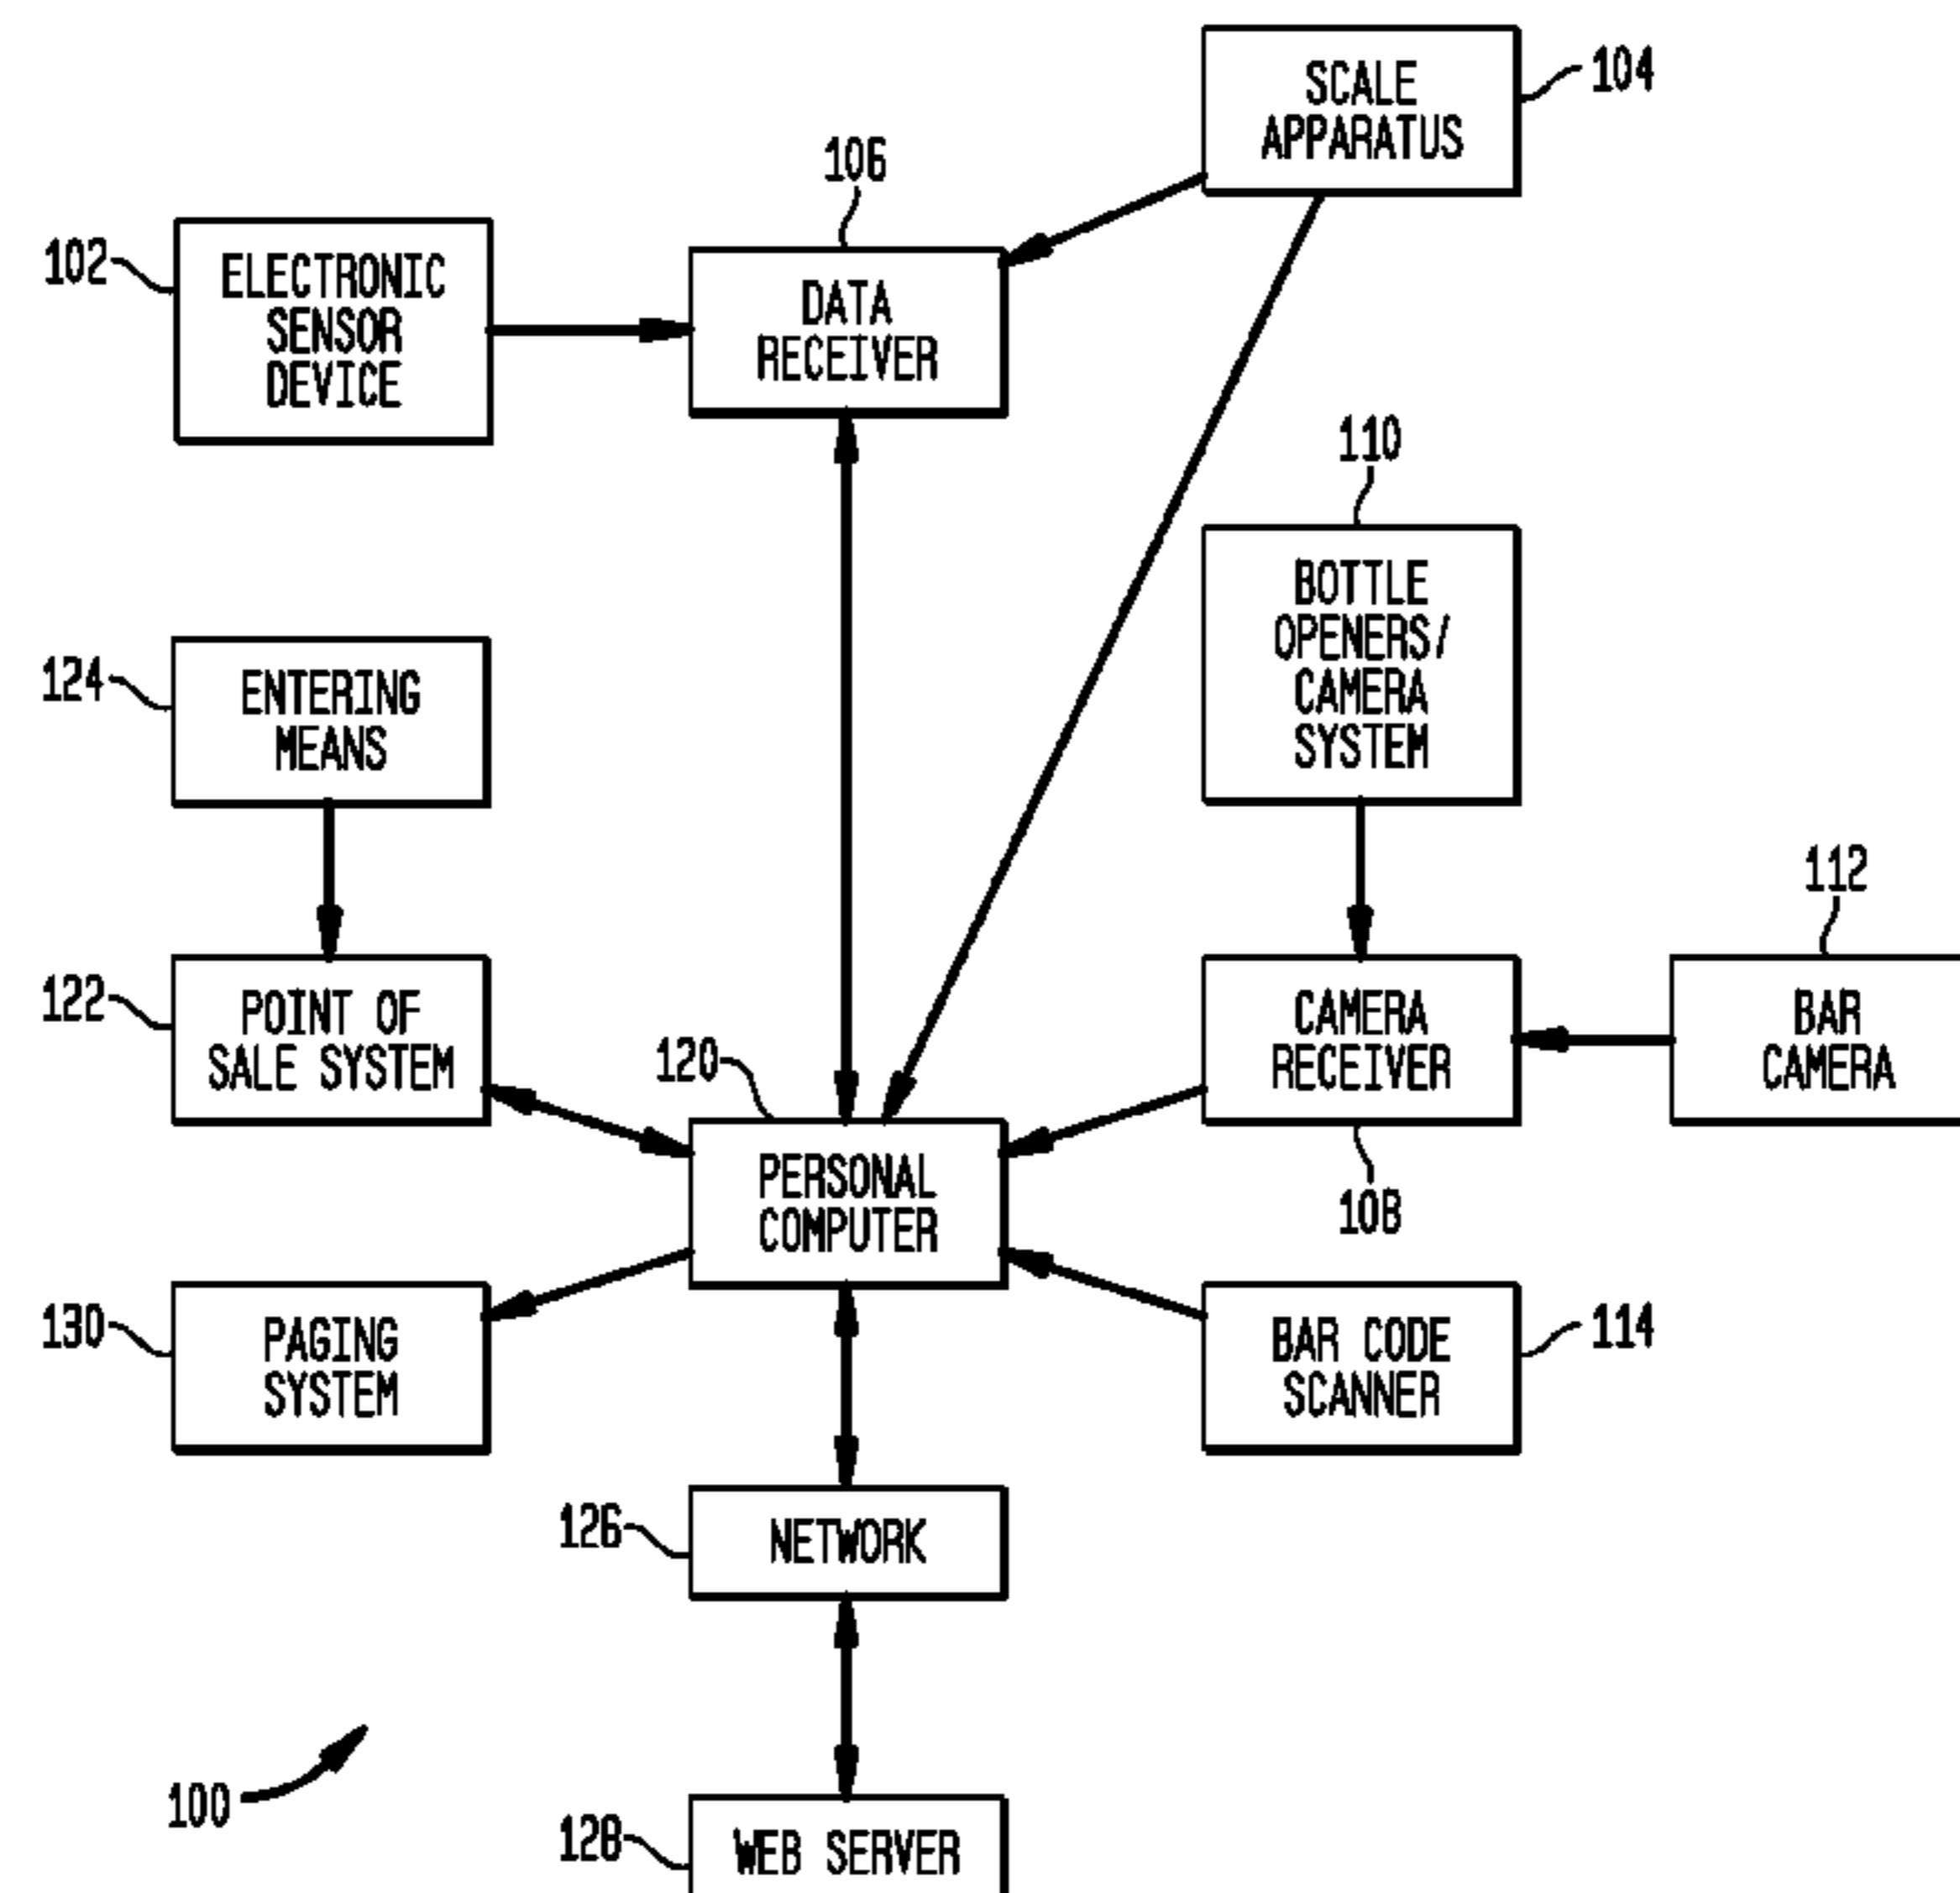 SCALE
APPARATUS
104
106
102
ELECTRONIC
SENSOR
DEVICE
DATA
RECEIVER
110
BOTTLE
OPENERS/
CAMERA
SYSTEM
124
ENTERING
MEANS
112
122
POINT OF
SALE SYSTEM
CAMERA
RECEIVER
BAR
CAMERA
120
PERSONAL
COMPUTER
108
130
PAGING
SYSTEM
BAR CODE
SCANNER
114
126
NETWORK
100
128
WEB SERVER